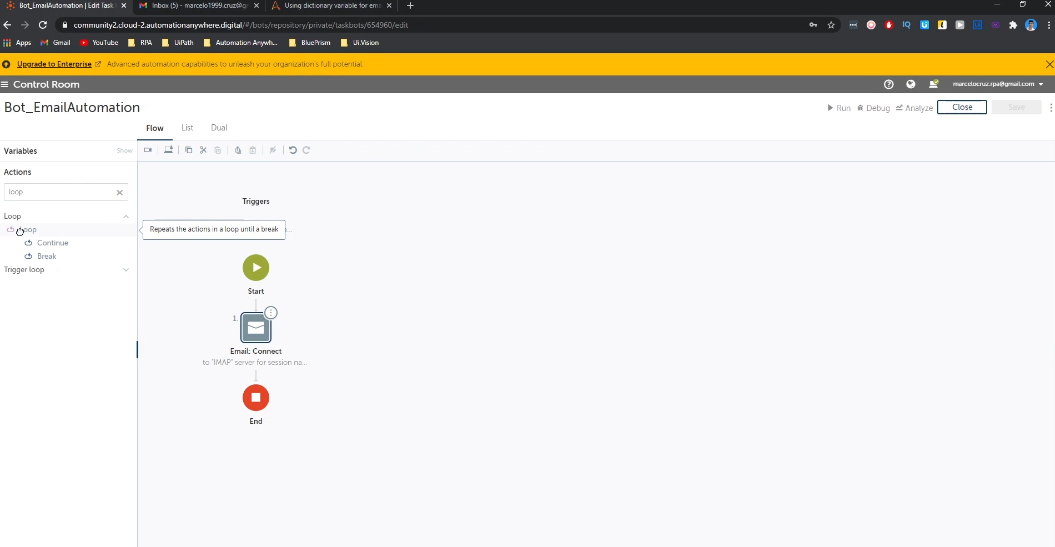 Bot_EmailAutomation | Edit Task
Inbox (5) - marcelo1999.cruz@g
Using dictionary variable for ema
community2.cloud-2.automationanywhere.digital/#/bots/repository/private/taskbots/654960/edit
Apps Gmail YouTube RPA UiPath Automation Anywh... BluePrism Ui.Vision
Upgrade to Enterprise Advanced automation capabilities to unleash your organization's full potential.
Control Room marcelocruz.rpa@gmail.com
Bot_EmailAutomation Run Debug Analyze Close Save
Flow List Dual
Variables Show
Actions
loop
Triggers
Loop
Loop
Repeats the actions in a loop until a break
Continue
Break
Trigger loop
Start
1.
Email: Connect
to "IMAP" server for session na...
End